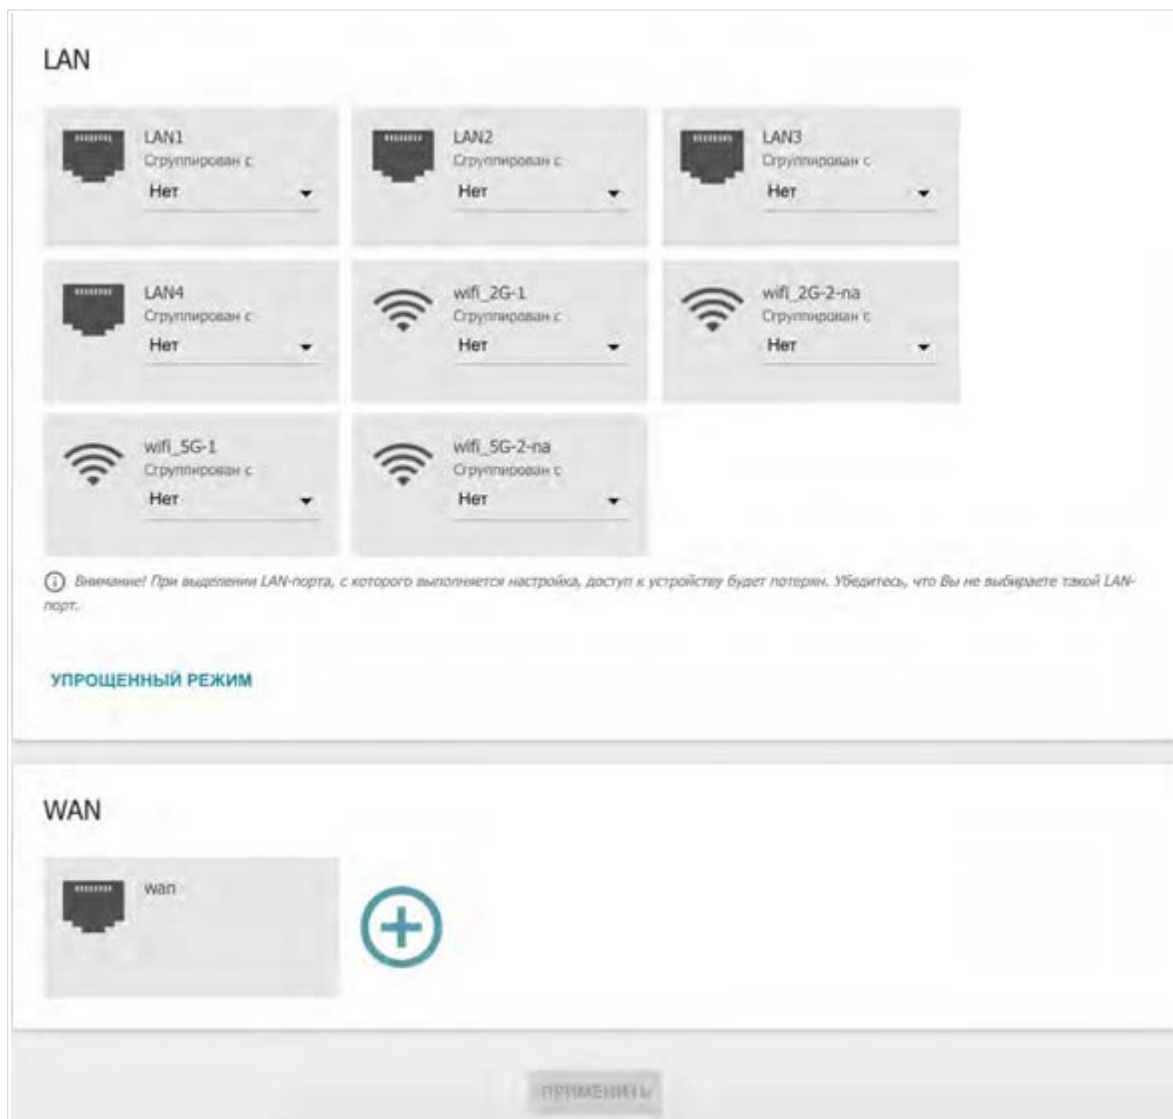 LAN
LAN1
Сгруппирован с
Нет
LAN2
Сгруппирован с
Нет
LAN3
Сгруппирован с
Нет
LAN4
Сгруппирован с
Нет
wifi_2G-1
Сгруппирован с
Нет
wifi_2G-2-na
Сгруппирован с
Нет
wifi_5G-1
Сгруппирован с
Нет
wifi_5G-2-na
Сгруппирован с
Нет
Внимание! При выделении LAN-порта, с которого выполняется настройка, доступ к устройству будет потерян. Убедитесь, что Вы не выбираете такой LAN-
порт.
УПРОЩЕННЫЙ РЕЖИМ
WAN
wan
ПРИМЕНИТЬ